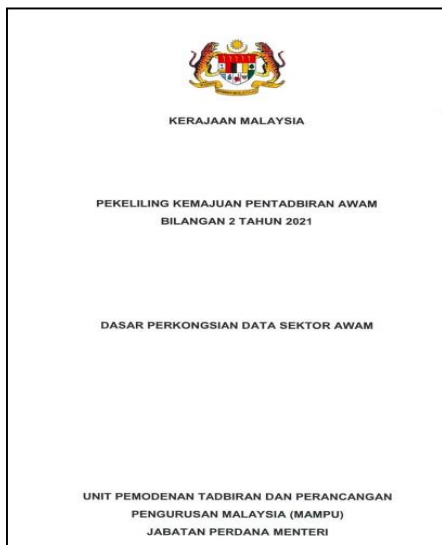 KERAJAAN MALAYSIA
PEKELILING KEMAJUAN PENTADBIRAN AWAM
BILANGAN 2 TAHUN 2021
DASAR PERKONGSIAN DATA SEKTOR AWAM
UNIT PEMODENAN TADBIRAN DAN PERANCANGAN
PENGURUSAN MALAYSIA (MAMPU)
JABATAN PERDANA MENTERI